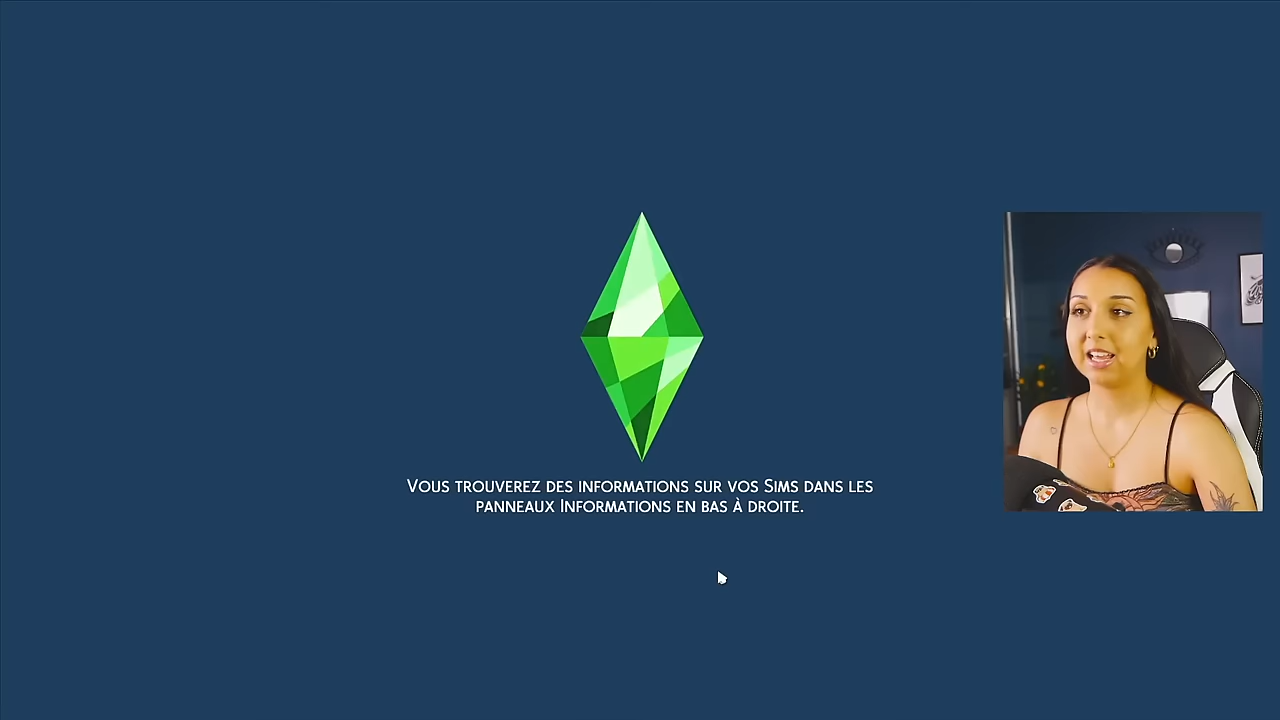 Vous trouverez des informations sur vos Sims dans les
panneaux Informations en bas à droite.